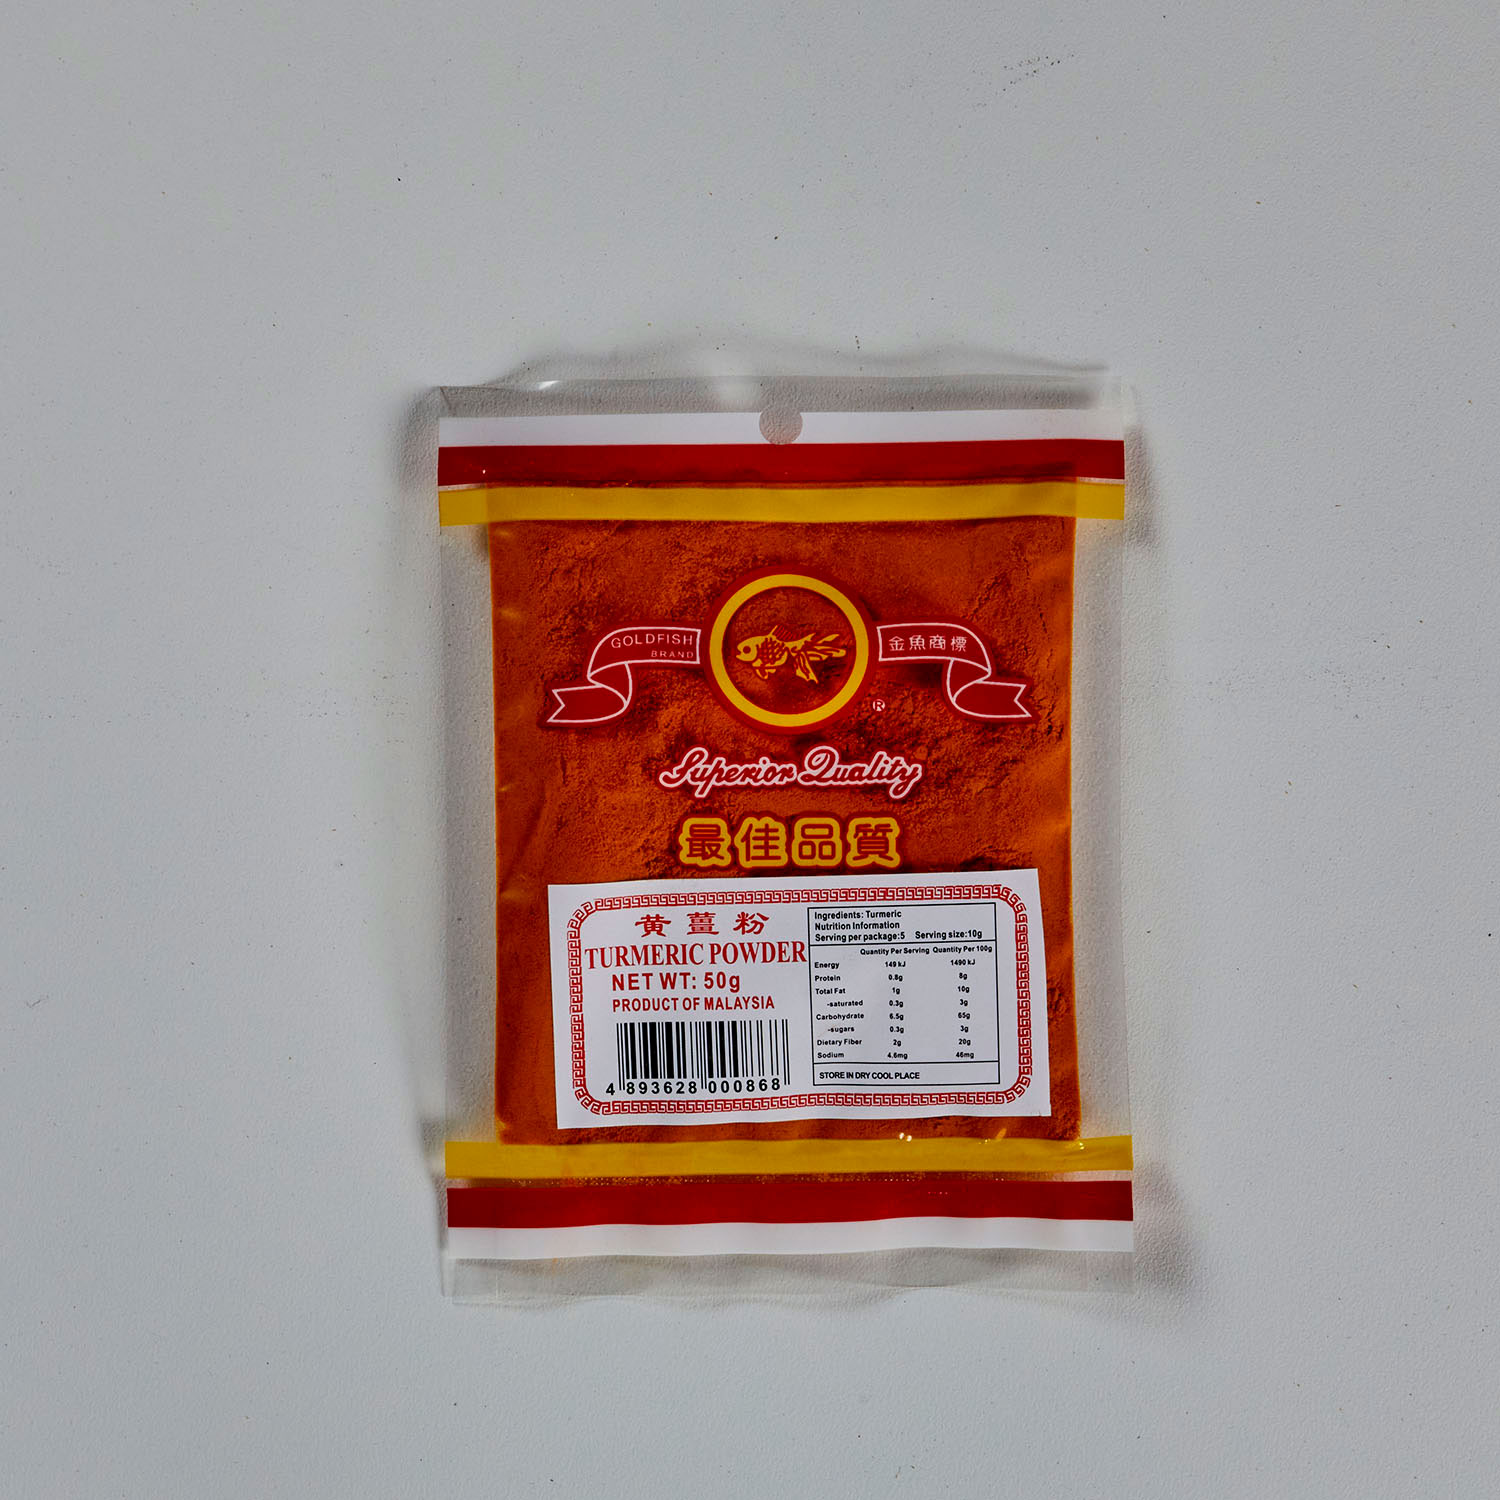 GOLDFISH
BRAND
金魚商標
®
Superior Quality
最佳品質
黄薑粉
TURMERIC POWDER
NET WT: 50g
PRODUCT OF MALAYSIA
4 893628 000868
Ingredients: Turmeric
Nutrition Information
Serving per package:5 Serving size:10g
Quantity Per Serving Quantity Per 100g
Energy 149 kJ 1490 kJ
Protein 0.8g 8g
Total Fat 1g 10g
-saturated 0.3g 3g
Carbohydrate 6.5g 65g
-sugars 0.3g 3g
Dietary Fiber 2g 20g
Sodium 4.6mg 46mg
STORE IN DRY COOL PLACE